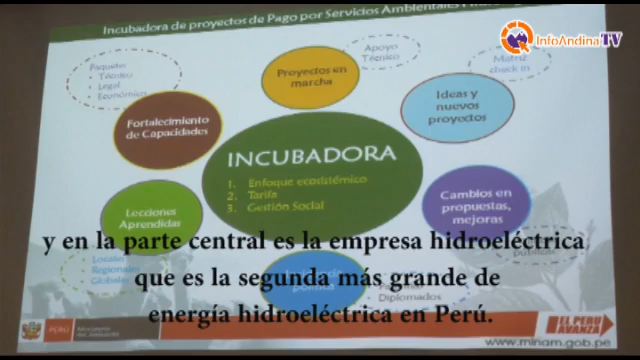 Incubadora de proyectos de Pago por Servicios Ambientales
InfoAndina TV
Paquetes
• Técnico
• Legal
• Económico
Proyectos en
marcha
Apoyo
Técnico
Matriz
check in
Ideas y
nuevos
proyectos
Fortalecimiento
de Capacidades
INCUBADORA
1. Enfoque ecosistémico
2. Tarifa
3. Gestión Social
Lecciones
Aprendidas
Cambios en
propuestas,
mejoras
Locales
Regionales
Globales
política
Diplomados
y en la parte central es la empresa hidroeléctrica
que es la segunda más grande de
energía hidroeléctrica en Perú.
PERÚ
Ministerio
del Ambiente
EL PERÚ
AVANZA
www.minam.gob.pe